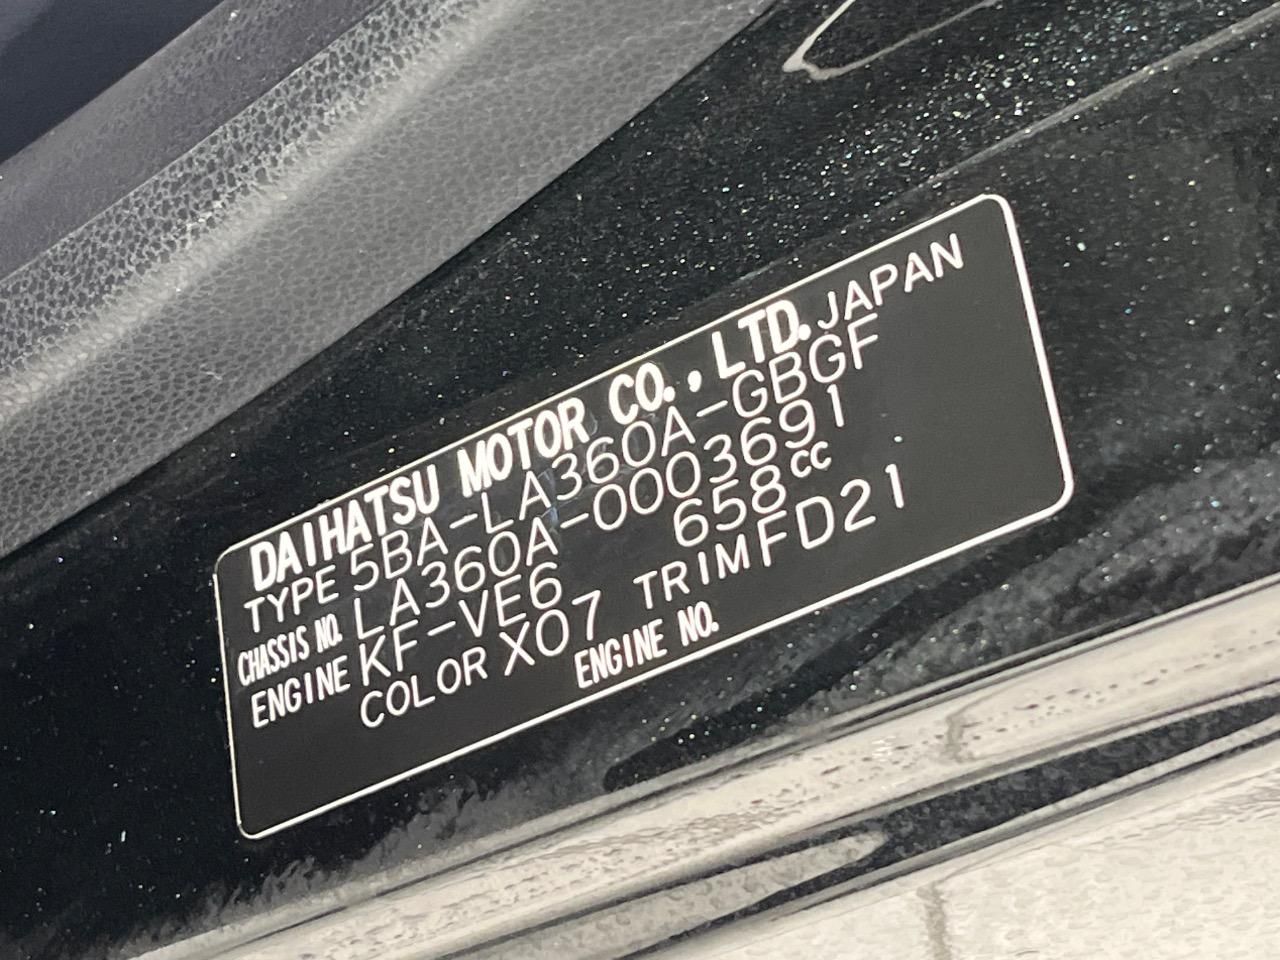 DAIHATSU MOTOR CO., LTD. JAPAN
TYPE 5BA-LA360A-GBGF
CHASSIS NO. LA360A-0003691
ENGINE KF-VE6 658cc
COLOR X07 TRIM FD21
ENGINE NO.